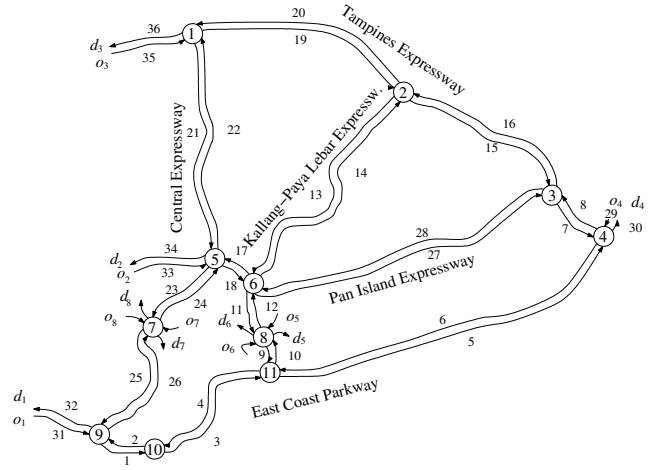 20
36
1
Tampines Expressway
d3
19
o3
35
2
Kallang-Paya Lebar Expressw.
16
21
22
15
Central Expressway
14
13
3
o4
d4
8
29
30
28
7
4
34
17
5
27
d2
o2
33
18
6
Pan Island Expressway
23
d8
24
11
12
o5
6
o8
o7
d6
7
8
d5
5
d7
o6
9
10
11
25
26
East Coast Parkway
d1
32
4
o1
31
9
2
10
3
1